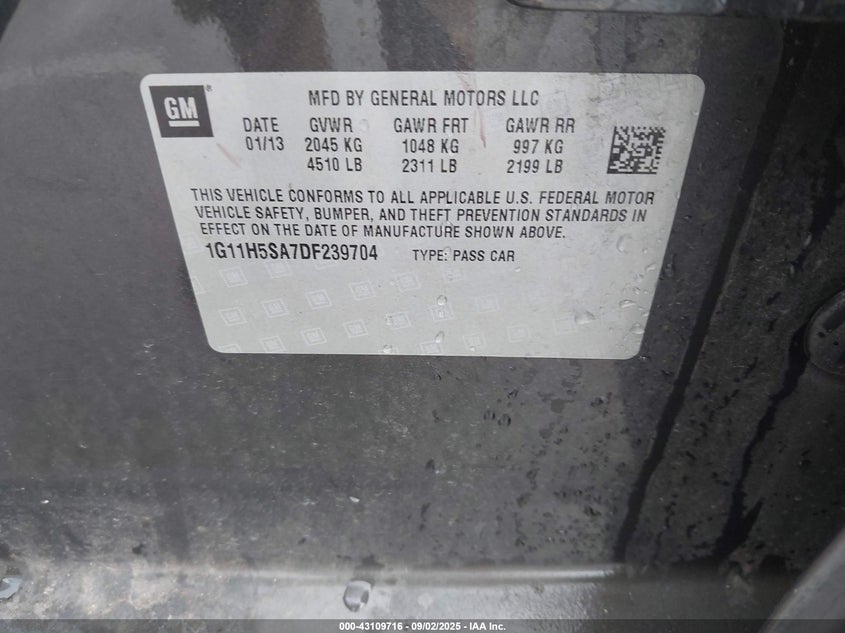 GM®
MFD BY GENERAL MOTORS LLC
DATE GVWR GAWR FRT GAWR RR
01/13 2045 KG 1048 KG 997 KG
4510 LB 2311 LB 2199 LB
THIS VEHICLE CONFORMS TO ALL APPLICABLE U.S. FEDERAL MOTOR
VEHICLE SAFETY, BUMPER, AND THEFT PREVENTION STANDARDS IN
EFFECT ON THE DATE OF MANUFACTURE SHOWN ABOVE.
1G11H5SA7DF239704 TYPE: PASS CAR
000-43109716 - 09/02/2025 - IAA Inc.